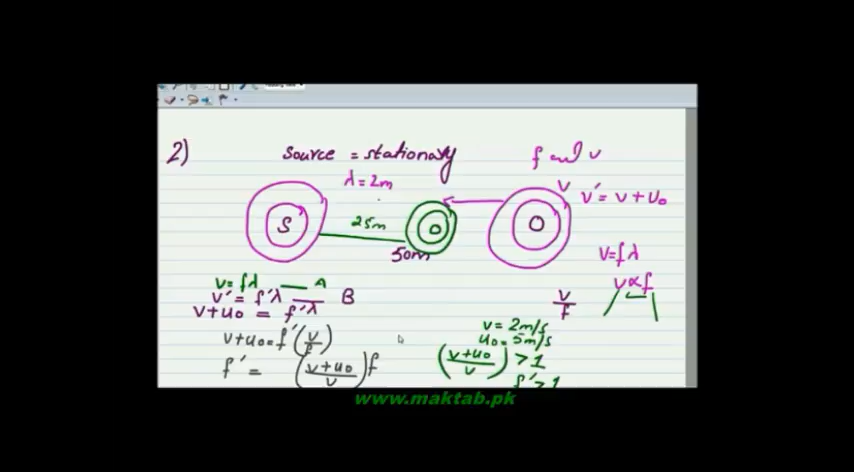 2) Source = stationary f and v
λ = 2m
v v' = v + u₀
S 25m O O
50m
v = fλ
v = fλ — A
v ∝ f
v' = f'λ — B
v/f
v + u₀ = f'λ
v = 2m/s
v + u₀ = f'(v/f)
u₀ = 5m/s
(v + u₀/v) > 1
f' = (v + u₀/v) f
f' > 1
www.maktab.pk